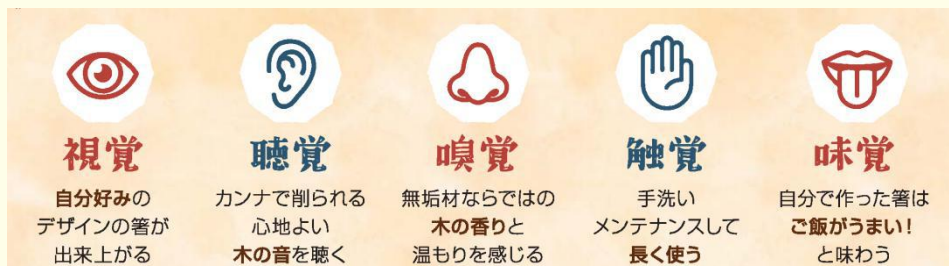 視覚
自分好みの
デザインの箸が
出来上がる
聴覚
カンナで削られる
心地よい
木の音を聴く
嗅覚
無垢材ならではの
木の香りと
温もりを感じる
触覚
手洗い
メンテナンスして
長く使う
味覚
自分で作った箸は
ご飯がうまい!
と味わう